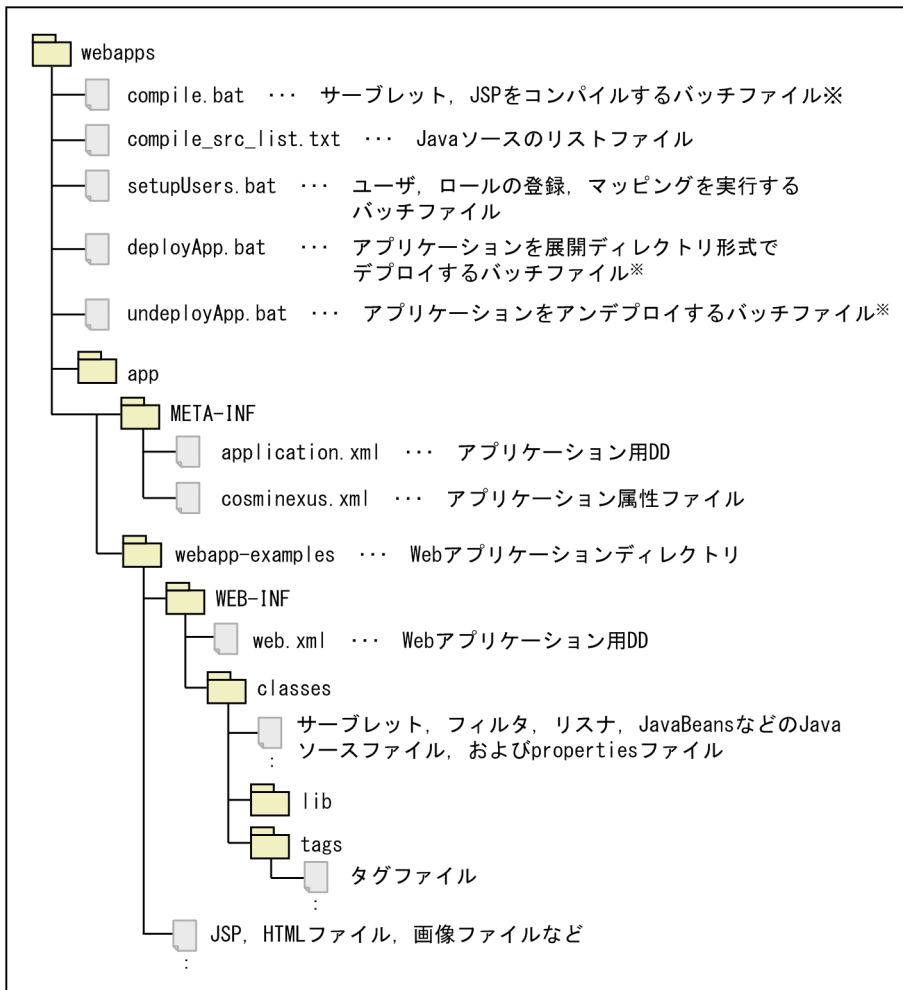 webapps
compile.bat ··· サーブレット，JSPをコンパイルするバッチファイル※
compile_src_list.txt ··· Javaソースのリストファイル
setupUsers.bat ··· ユーザ，ロールの登録，マッピングを実行する
バッチファイル
deployApp.bat ··· アプリケーションを展開ディレクトリ形式で
デプロイするバッチファイル※
undeployApp.bat ··· アプリケーションをアンデプロイするバッチファイル※
app
META-INF
application.xml ··· アプリケーション用DD
cosminexus.xml ··· アプリケーション属性ファイル
webapp-examples ··· Webアプリケーションディレクトリ
WEB-INF
web.xml ··· Webアプリケーション用DD
classes
サーブレット，フィルタ，リスナ，JavaBeansなどのJava
ソースファイル，およびpropertiesファイル
:
lib
tags
タグファイル
:
JSP，HTMLファイル，画像ファイルなど
: